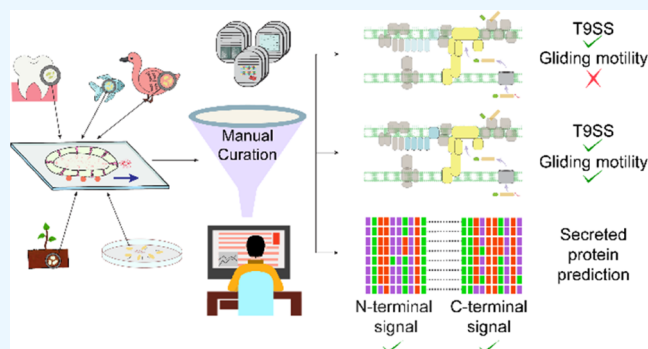 T9SS
Gliding motility
Manual
Curation
T9SS
Gliding motility
Secreted
protein
prediction
N-terminal
signal
C-terminal
signal